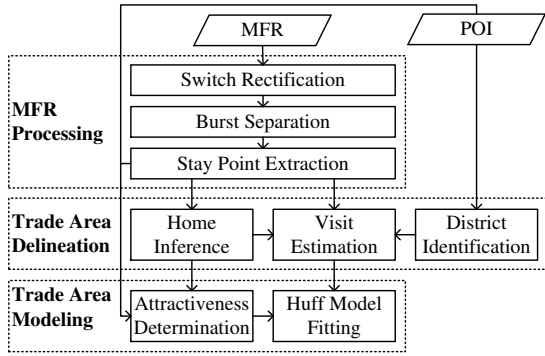 MFR
POI
MFR
Processing
Switch Rectification
Burst Separation
Stay Point Extraction
Trade Area
Delineation
Home
Inference
Visit
Estimation
District
Identification
Trade Area
Modeling
Attractiveness
Determination
Huff Model
Fitting